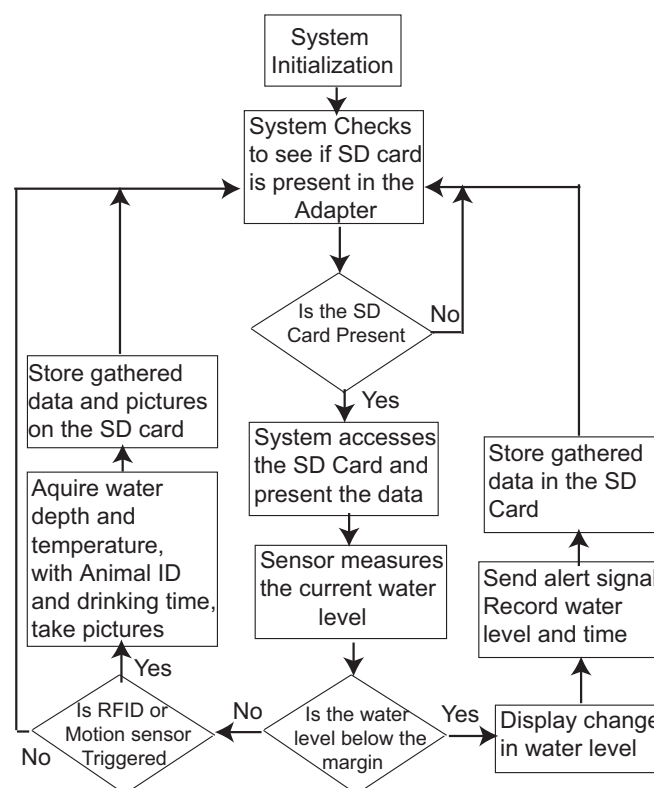 System
Initialization
System Checks
to see if SD card
is present in the
Adapter
Is the SD
Card Present
No
Yes
Store gathered
data and pictures
on the SD card
System accesses
the SD Card and
present the data
Store gathered
data in the SD
Card
Aquire water
depth and
temperature,
with Animal ID
and drinking time,
take pictures
Sensor measures
the current water
level
Send alert signal
Record water
level and time
Yes
Is RFID or
Motion sensor
Triggered
No
No
Is the water
level below the
margin
Yes
Display change
in water level